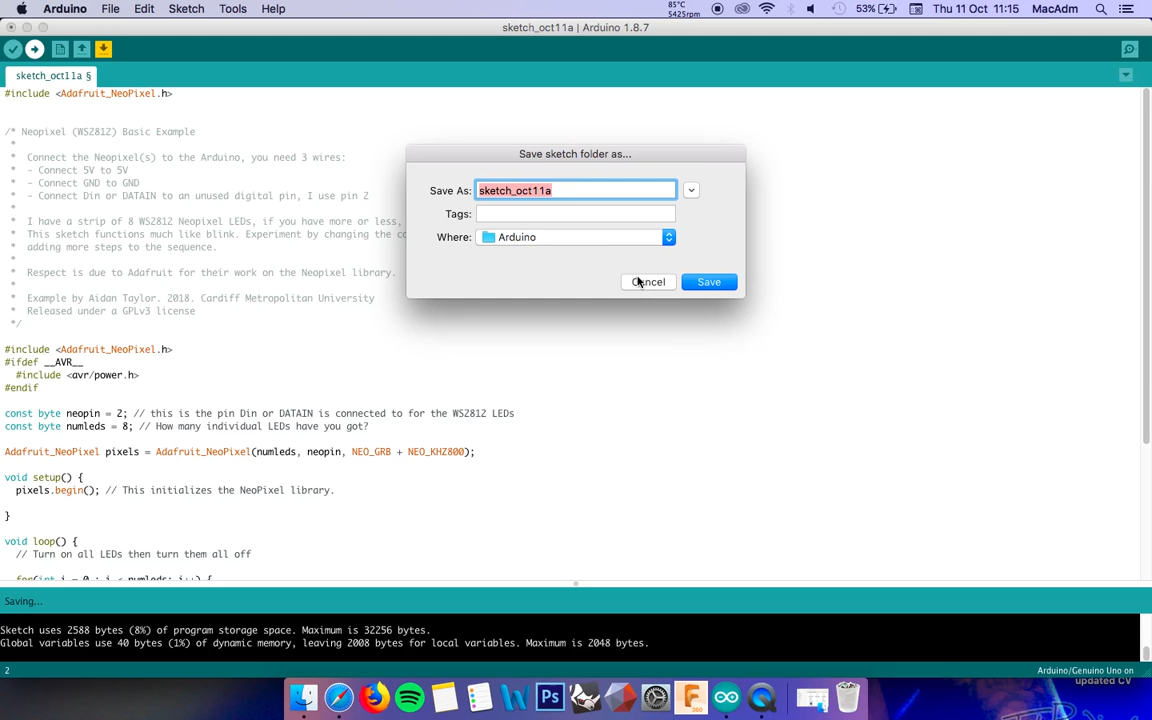 Arduino File Edit Sketch Tools Help 85°C 5425rpm 53% Thu 11 Oct 11:15 MacAdm
sketch_oct11a | Arduino 1.8.7
sketch_oct11a §
#include <Adafruit_NeoPixel.h>
/* Neopixel (WS2812) Basic Example
*
* Connect the Neopixel(s) to the Arduino, you need 3 wires:
* - Connect 5V to 5V
* - Connect GND to GND
* - Connect Din or DATAIN to an unused digital pin, I use pin 2
*
* I have a strip of 8 WS2812 Neopixel LEDs, if you have more or less,
* This sketch functions much like blink. Experiment by changing the
* adding more steps to the sequence.
*
* Respect is due to Adafruit for their work on the Neopixel library.
*
* Example by Aidan Taylor. 2018. Cardiff Metropolitan University
* Released under a GPLv3 license
*/
#include <Adafruit_NeoPixel.h>
#ifdef __AVR__
#include <avr/power.h>
#endif
const byte neopin = 2; // this is the pin Din or DATAIN is connected to for the WS2812 LEDs
const byte numleds = 8; // How many individual LEDs have you got?
Adafruit_NeoPixel pixels = Adafruit_NeoPixel(numleds, neopin, NEO_GRB + NEO_KHZ800);
void setup() {
pixels.begin(); // This initializes the NeoPixel library.
}
void loop() {
// Turn on all LEDs then turn them all off
for(int i = 0 ; i < numleds; i++) {
Save sketch folder as...
Save As: sketch_oct11a
Tags:
Where: Arduino
Cancel Save
Saving...
Sketch uses 2588 bytes (8%) of program storage space. Maximum is 32256 bytes.
Global variables use 40 bytes (1%) of dynamic memory, leaving 2008 bytes for local variables. Maximum is 2048 bytes.
2 Arduino/Genuino Uno on
updated CV